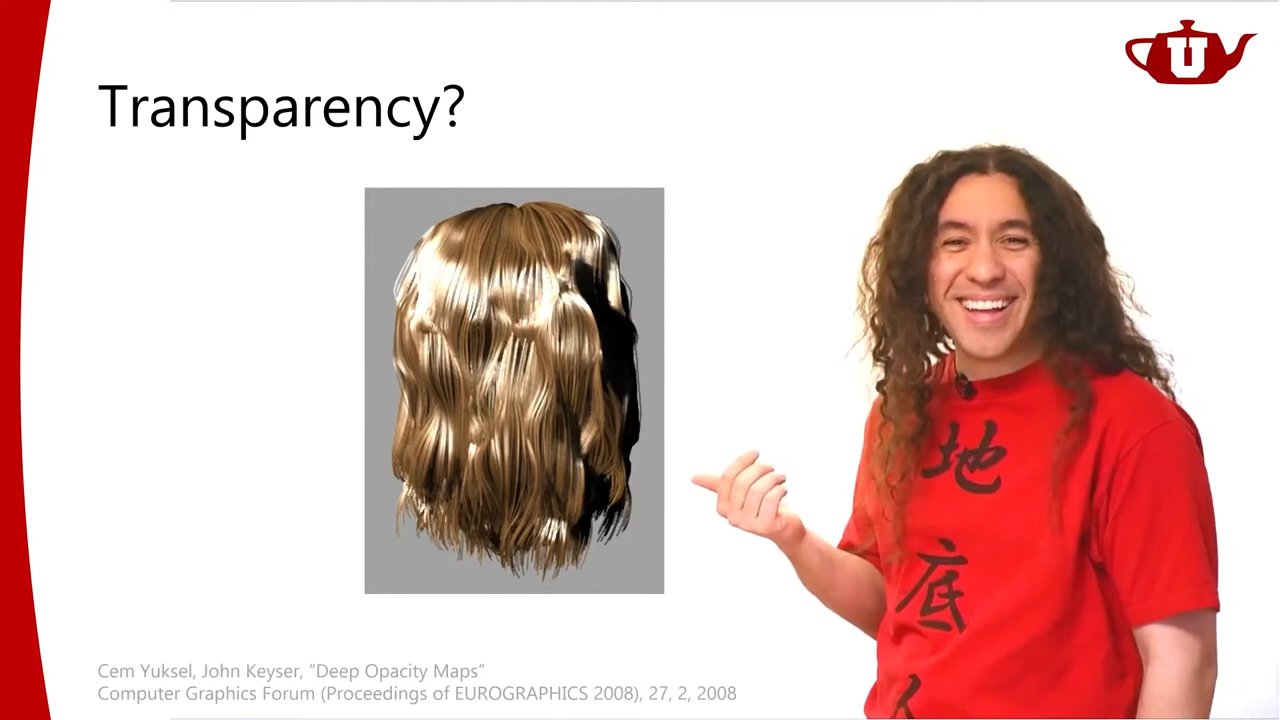 U
Transparency?
地
底
人
Cem Yuksel, John Keyser, “Deep Opacity Maps”
Computer Graphics Forum (Proceedings of EUROGRAPHICS 2008), 27, 2, 2008